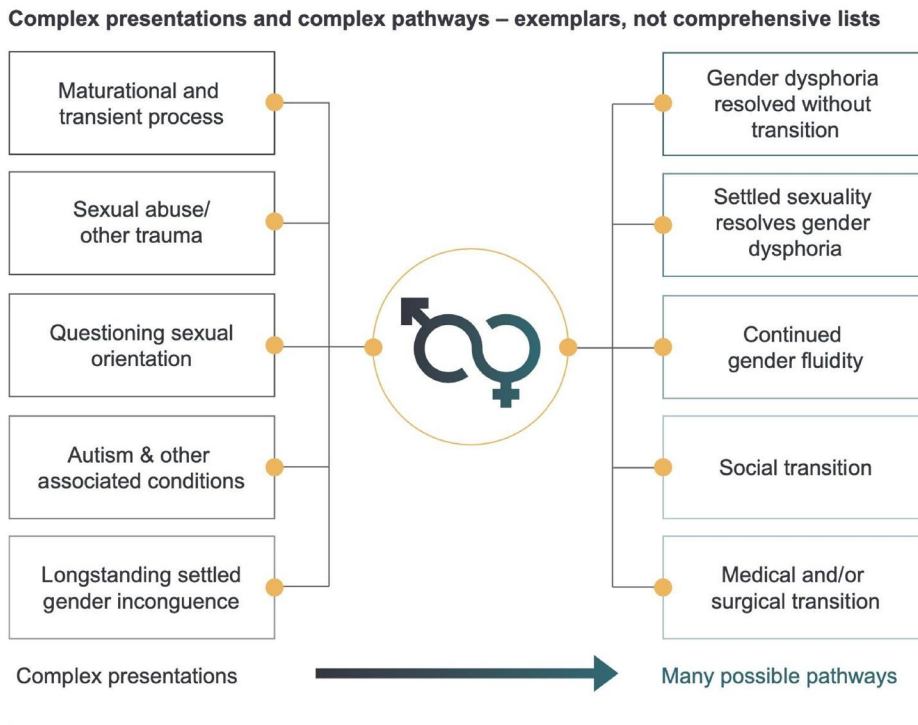 Complex presentations and complex pathways – exemplars, not comprehensive lists
Maturational and
transient process
Sexual abuse/
other trauma
Questioning sexual
orientation
Autism & other
associated conditions
Longstanding settled
gender inconguence
Gender dysphoria
resolved without
transition
Settled sexuality
resolves gender
dysphoria
Continued
gender fluidity
Social transition
Medical and/or
surgical transition
Complex presentations
Many possible pathways